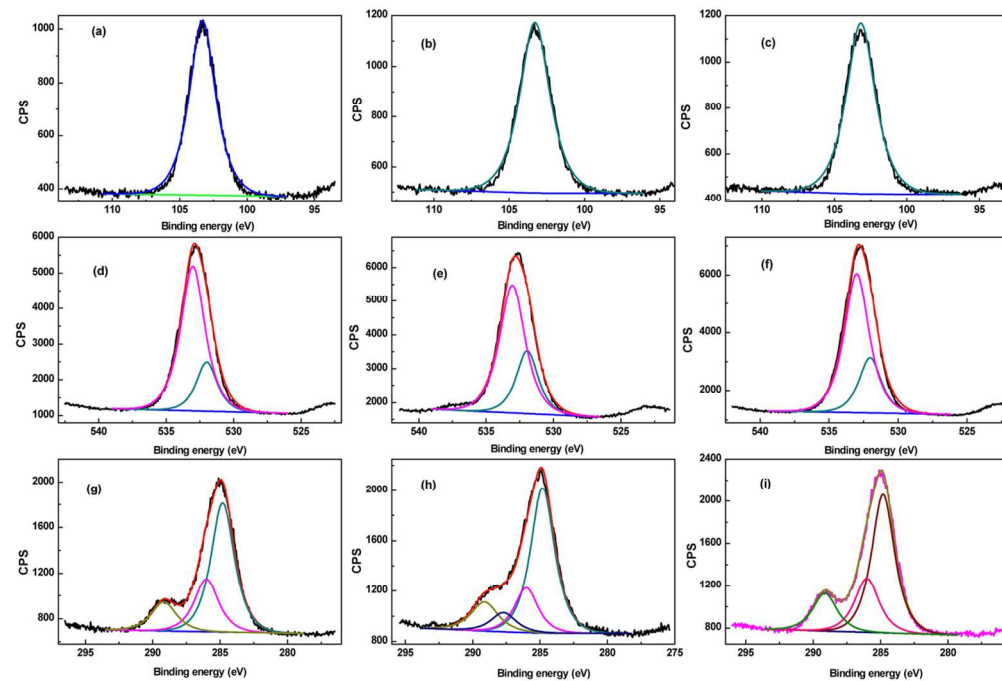 (a)
CPS
1000
800
600
400
110
105
100
95
Binding energy (eV)
(b)
CPS
1200
1000
800
600
110
105
100
95
Binding energy (eV)
(c)
CPS
1200
1000
800
600
400
110
105
100
95
Binding energy (eV)
(d)
CPS
6000
5000
4000
3000
2000
1000
540
535
530
525
Binding energy (eV)
(e)
CPS
6000
5000
4000
3000
2000
540
535
530
525
Binding energy (eV)
(f)
CPS
6000
4000
2000
540
535
530
525
Binding energy (eV)
(g)
CPS
2000
1600
1200
800
295
290
285
280
Binding energy (eV)
(h)
CPS
2000
1600
1200
800
295
290
285
280
275
Binding energy (eV)
(i)
CPS
2400
2000
1600
1200
800
295
290
285
280
Binding energy (eV)